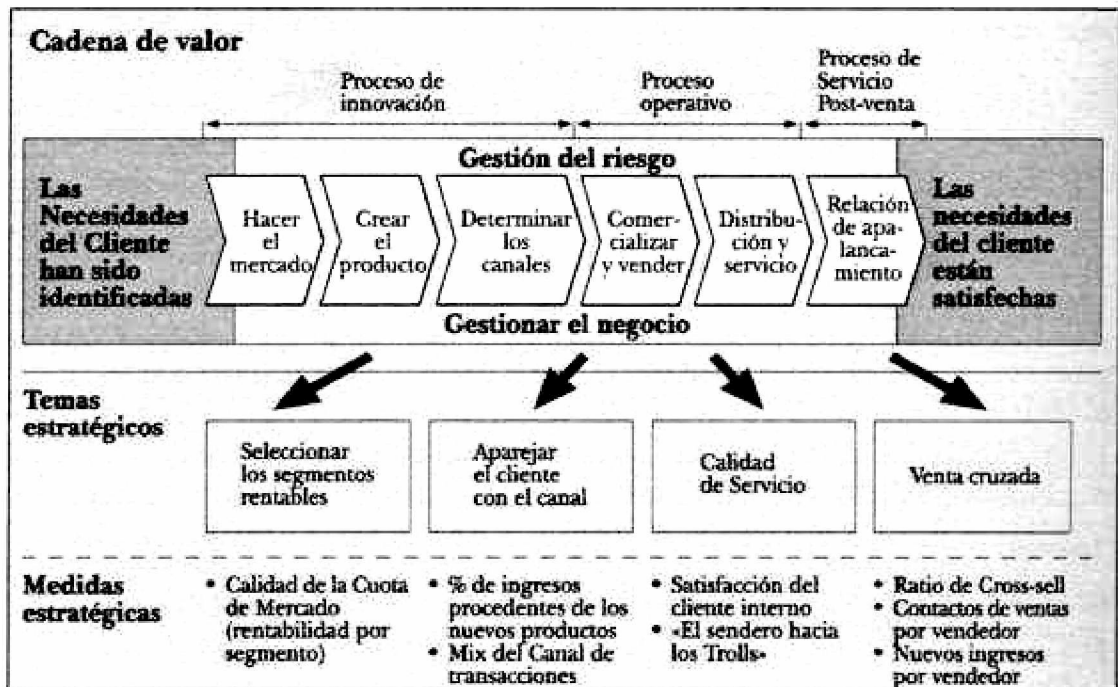 Cadena de valor
Proceso de
innovación
Proceso
operativo
Proceso de
Servicio
Post-venta
Las
Necesidades
del Cliente
han sido
identificadas
Gestión del riesgo
Hacer
el
mercado
Crear
el
producto
Determinar
los
canales
Comer-
cializar
y vender
Distribu-
ción y
servicio
Relación
de apa-
lanca-
miento
Gestionar el negocio
Las
necesidades
del cliente
están
satisfechas
Temas
estratégicos
Seleccionar
los segmentos
rentables
Aparejar
el cliente
con el canal
Calidad
de Servicio
Venta cruzada
Medidas
estratégicas
• Calidad de la Cuota
de Mercado
(rentabilidad por
segmento)
• % de ingresos
procedentes de los
nuevos productos
• Mix del Canal de
transacciones
• Satisfacción del
cliente interno
• «El sendero hacia
los Trolls»
• Ratio de Cross-sell
• Contactos de ventas
por vendedor
• Nuevos ingresos
por vendedor